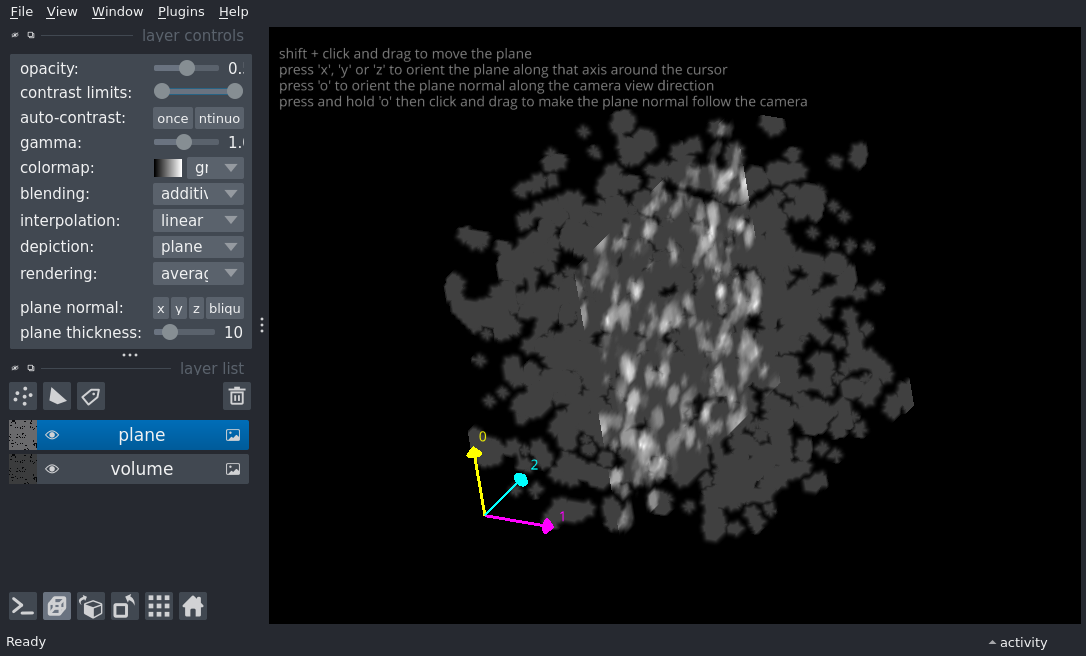 File View Window Plugins Help
layer controls
opacity: 0.
contrast limits:
auto-contrast: once ntinuo
gamma: 1.
colormap: gr
blending: additiv
interpolation: linear
depiction: plane
rendering: averag
plane normal: x y z bliqu
plane thickness: 10
layer list
plane
volume
Ready
shift + click and drag to move the plane
press 'x', 'y' or 'z' to orient the plane along that axis around the cursor
press 'o' to orient the plane normal along the camera view direction
press and hold 'o' then click and drag to make the plane normal follow the camera
0
2
1
activity